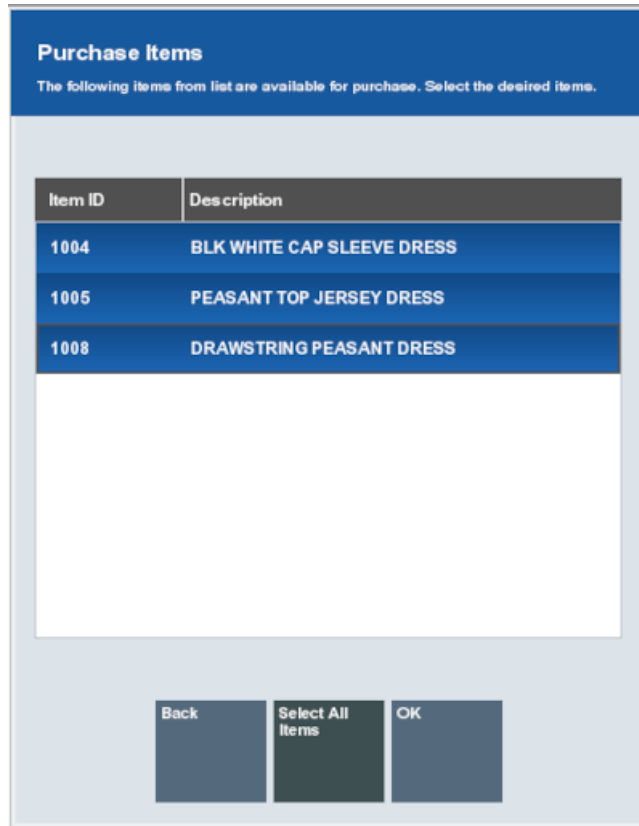 Purchase Items
The following items from list are available for purchase. Select the desired items.
Item ID Description
1004 BLK WHITE CAP SLEEVE DRESS
1005 PEASANT TOP JERSEY DRESS
1008 DRAWSTRING PEASANT DRESS
Back Select All OK
Items